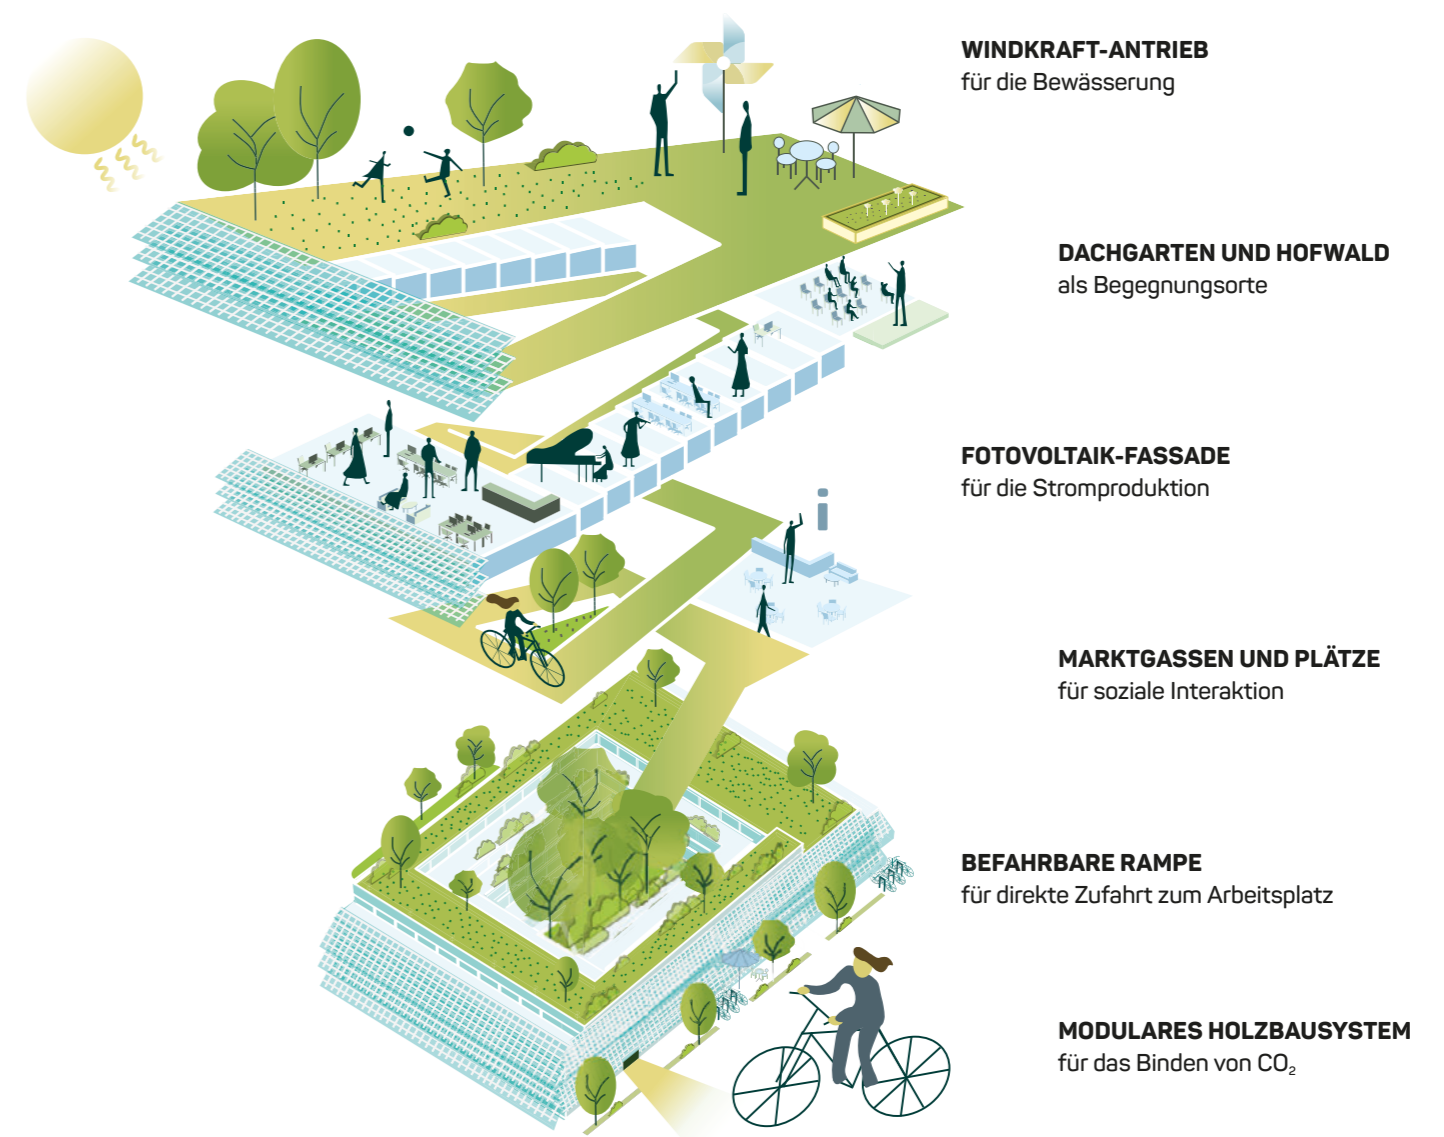 WINDKRAFT-ANTRIEB
für die Bewässerung
DACHGARTEN UND HOFWALD
als Begegnungsorte
FOTOVOLTAIK-FASSADE
für die Stromproduktion
i
MARKTGASSEN UND PLÄTZE
für soziale Interaktion
BEFAHRBARE RAMPE
für direkte Zufahrt zum Arbeitsplatz
MODULARES HOLZBAUSYSTEM
für das Binden von CO₂